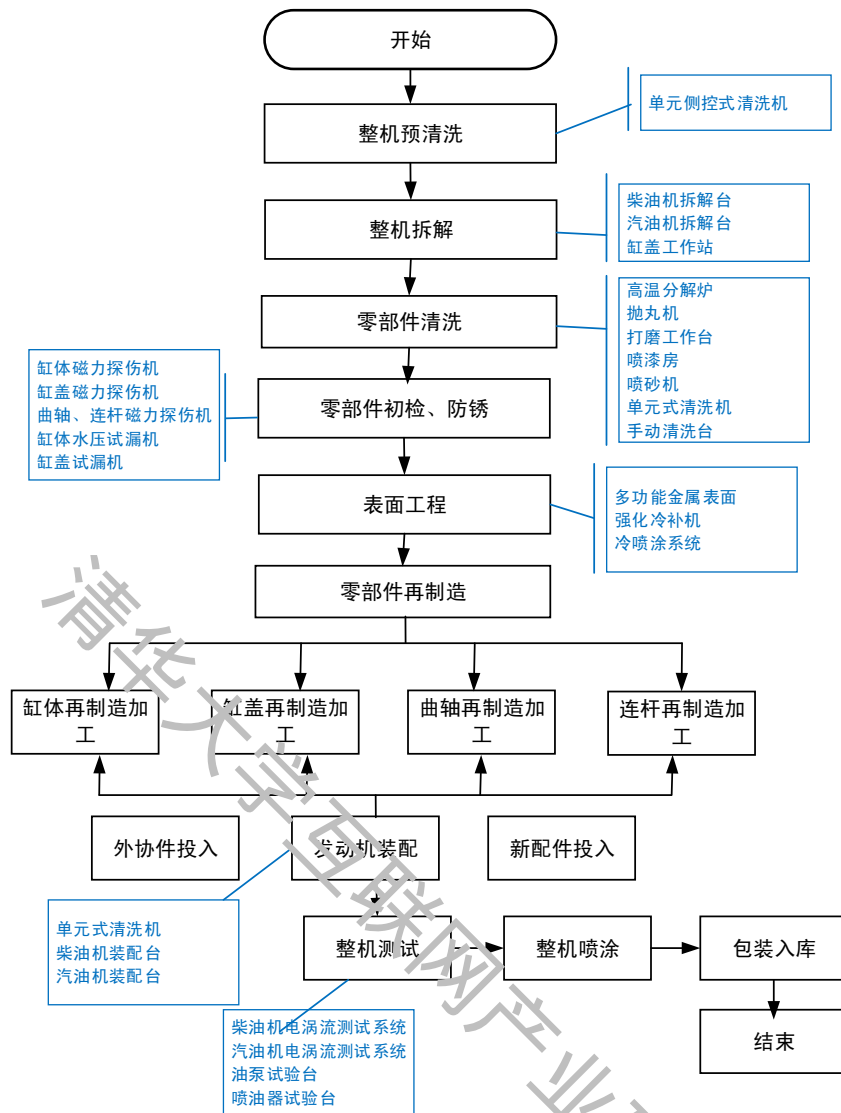 开始
整机预清洗
单元侧控式清洗机
整机拆解
柴油机拆解台
汽油机拆解台
缸盖工作站
零部件清洗
高温分解炉
抛丸机
打磨工作台
喷漆房
喷砂机
单元式清洗机
手动清洗台
缸体磁力探伤机
缸盖磁力探伤机
曲轴、连杆磁力探伤机
缸体水压试漏机
缸盖试漏机
零部件初检、防锈
表面工程
多功能金属表面
强化冷补机
冷喷涂系统
零部件再制造
缸体再制造加
工
缸盖再制造加
工
曲轴再制造加
工
连杆再制造加
工
外协件投入
发动机装配
新配件投入
单元式清洗机
柴油机装配台
汽油机装配台
整机测试
整机喷涂
包装入库
柴油机电涡流测试系统
汽油机电涡流测试系统
油泵试验台
喷油器试验台
结束
清华大学互联网产业